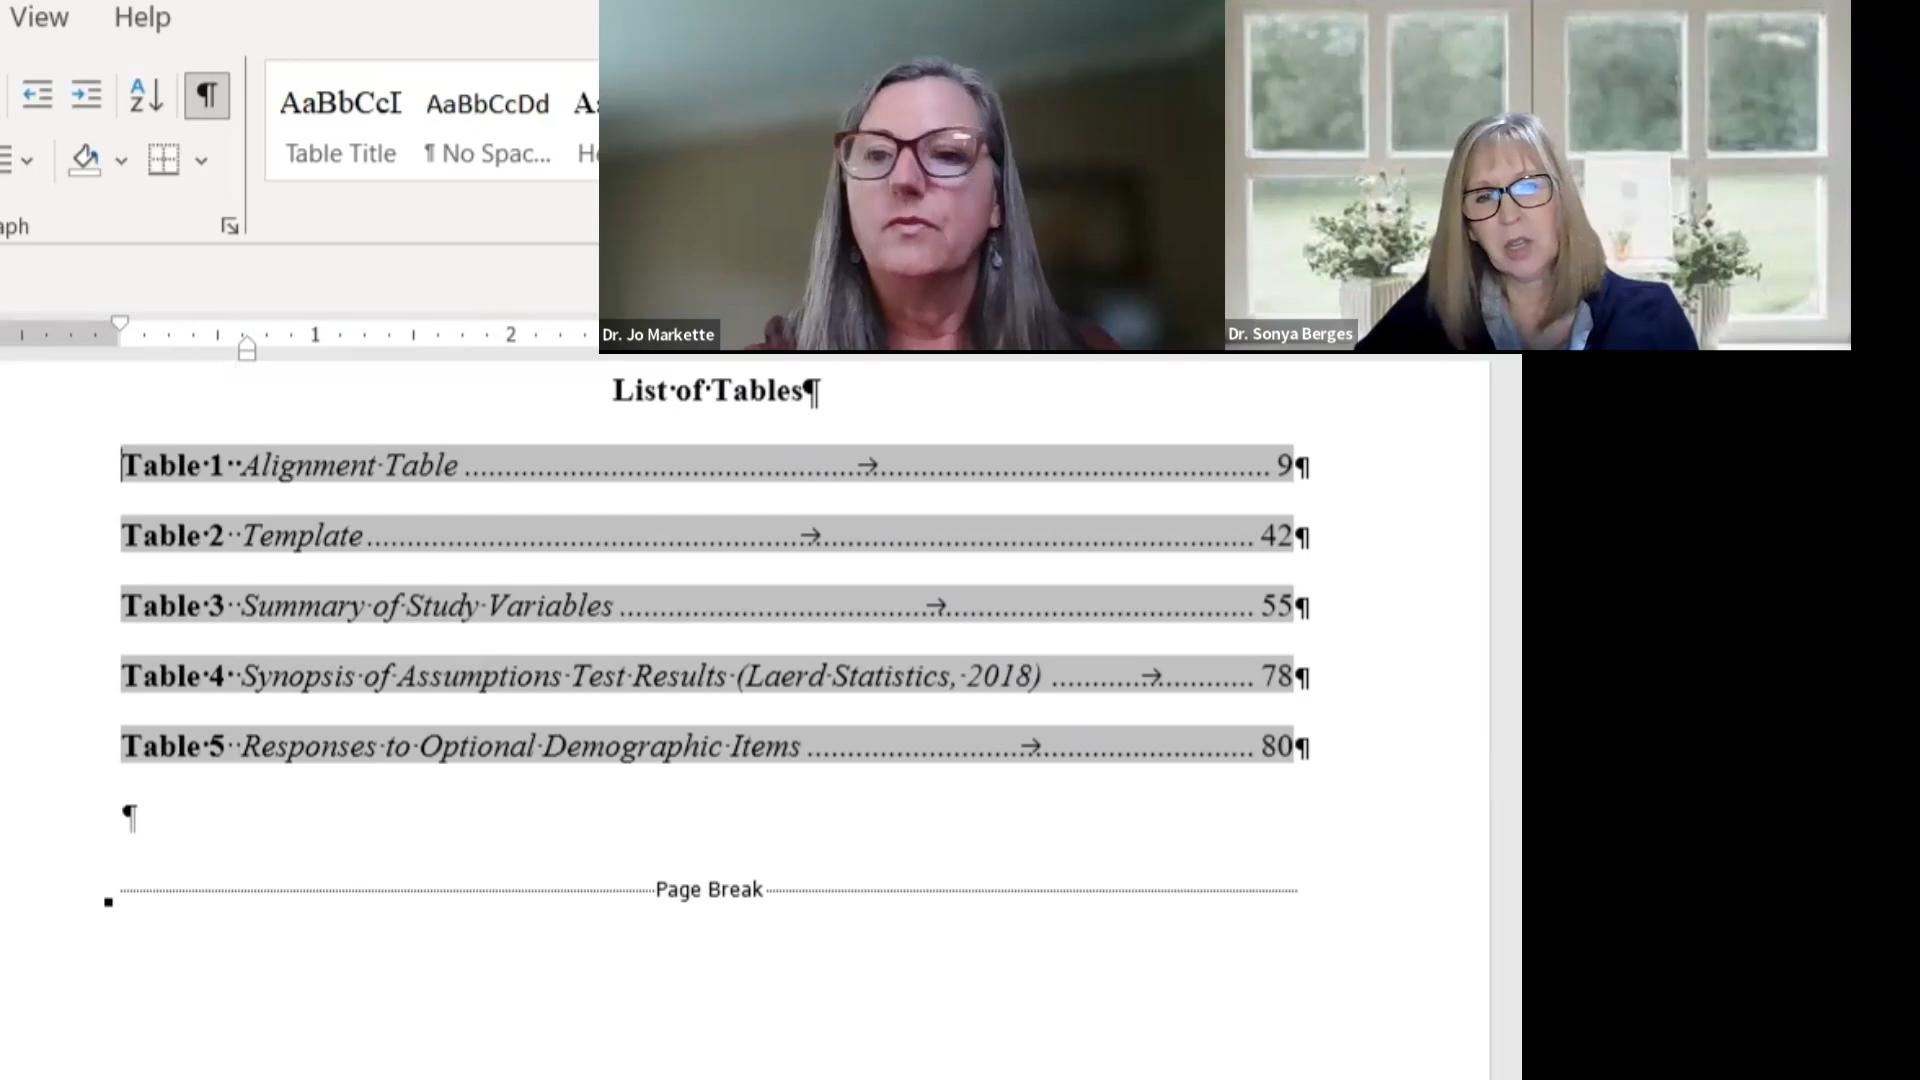 View Help
AaBbCcI AaBbCcDd
Table Title ¶ No Spac...
aph
1 2
Dr. Jo Markette
Dr. Sonya Berges
List·of·Tables¶
Table·1··Alignment·Table ........→........ 9¶
Table·2··Template ........→........ 42¶
Table·3··Summary·of·Study·Variables ........→........ 55¶
Table·4··Synopsis·of·Assumptions·Test·Results·(Laerd·Statistics,·2018) ........→........ 78¶
Table·5··Responses·to·Optional·Demographic·Items ........→........ 80¶
¶
Page Break